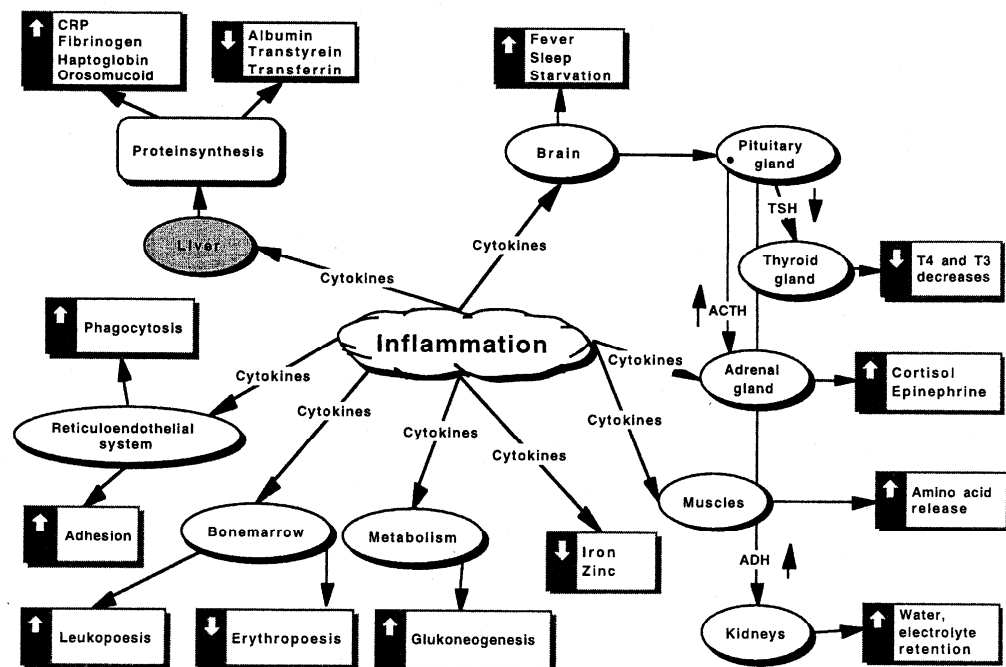 CRP
Fibrinogen
Haptoglobin
Orosomucoid
Albumin
Transtyrein
Transferrin
Fever
Sleep
Starvation
Proteinsynthesis
Brain
Pituitary
gland
TSH
Liver
Cytokines
Cytokines
Thyroid
gland
T4 and T3
decreases
Phagocytosis
ACTH
Inflammation
Cytokines
Cytokines
Adrenal
gland
Cortisol
Epinephrine
Cytokines
Cytokines
Cytokines
Reticuloendothelial
system
Cytokines
Adhesion
Bonemarrow
Metabolism
Muscles
Amino acid
release
Iron
Zinc
ADH
Leukopoesis
Erythropoesis
Glukoneogenesis
Kidneys
Water,
electrolyte
retention